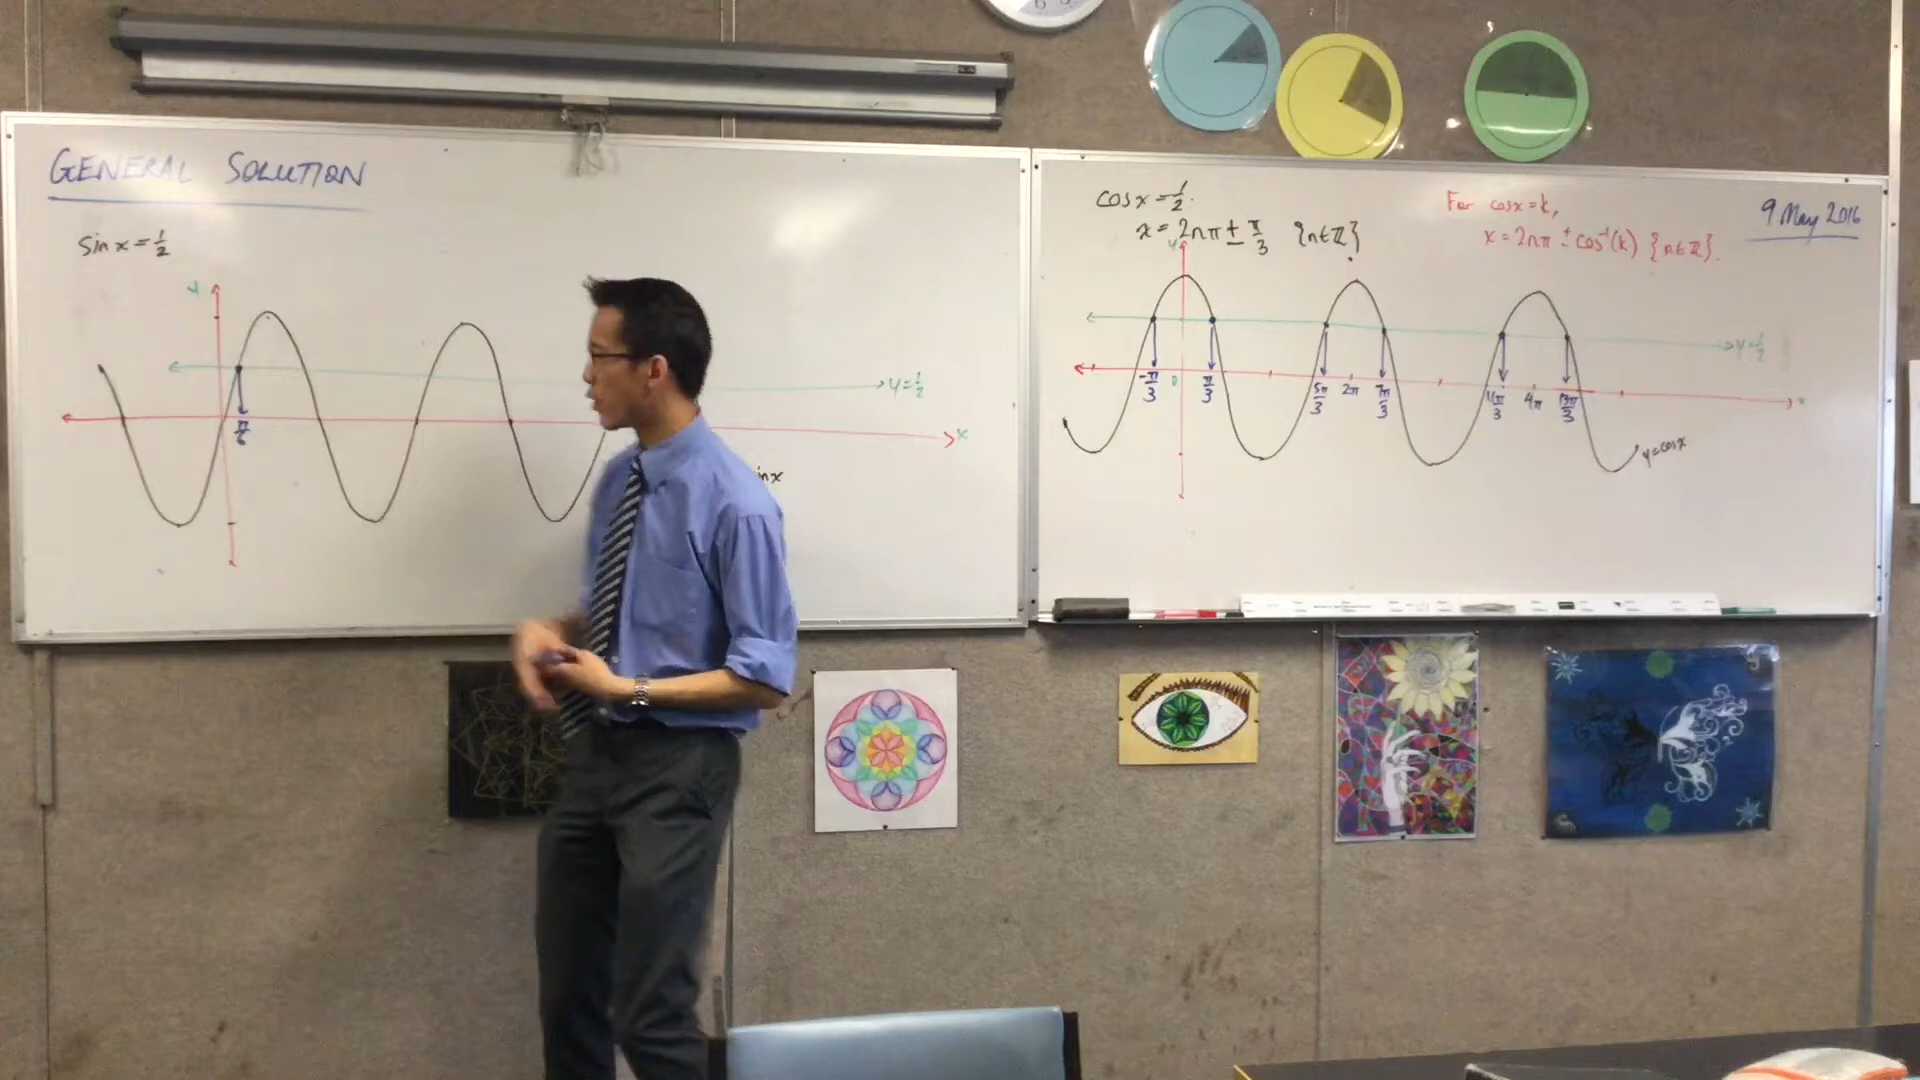 GENERAL SOLUTION
sin x = 1/2
y
y = 1/2
π/6
x
inx
cos x = 1/2.
x = 2nπ ± π/3 {n∈ℤ}
For cos x = k,
x = 2nπ ± cos⁻¹(k) {n∈ℤ}.
9 May 2016
y
y = 1/2
-π/3 0 π/3 5π/3 2π 7π/3 11π/3 4π 13π/3
y = cos x